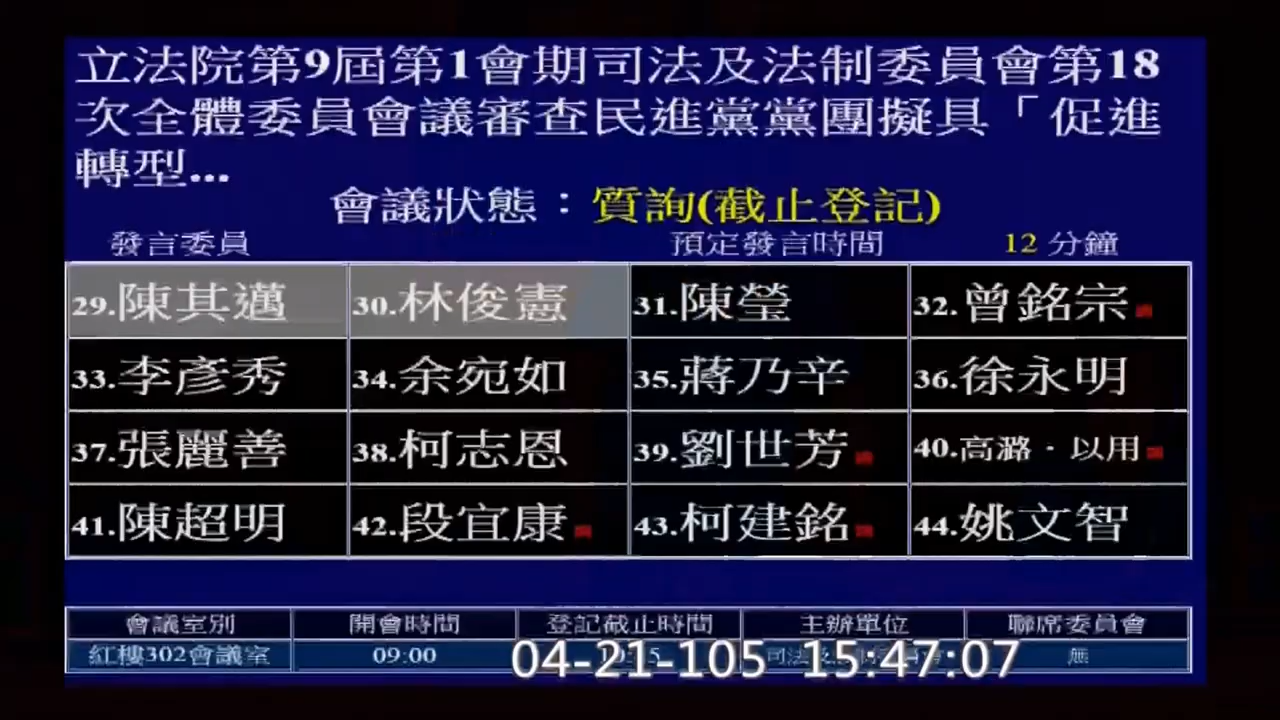 立法院第9屆第1會期司法及法制委員會第18
次全體委員會議審查民進黨黨團擬具「促進
轉型...
會議狀態：質詢(截止登記)
發言委員 預定發言時間 12 分鐘
29.陳其邁 30.林俊憲 31.陳瑩 32.曾銘宗
33.李彥秀 34.余宛如 35.蔣乃辛 36.徐永明
37.張麗善 38.柯志恩 39.劉世芳 40.高潞．以用
41.陳超明 42.段宜康 43.柯建銘 44.姚文智
會議室別 開會時間 登記截止時間 主辦單位 聯席委員會
紅樓302會議室 09:00 無
04-21-105 15:47:07